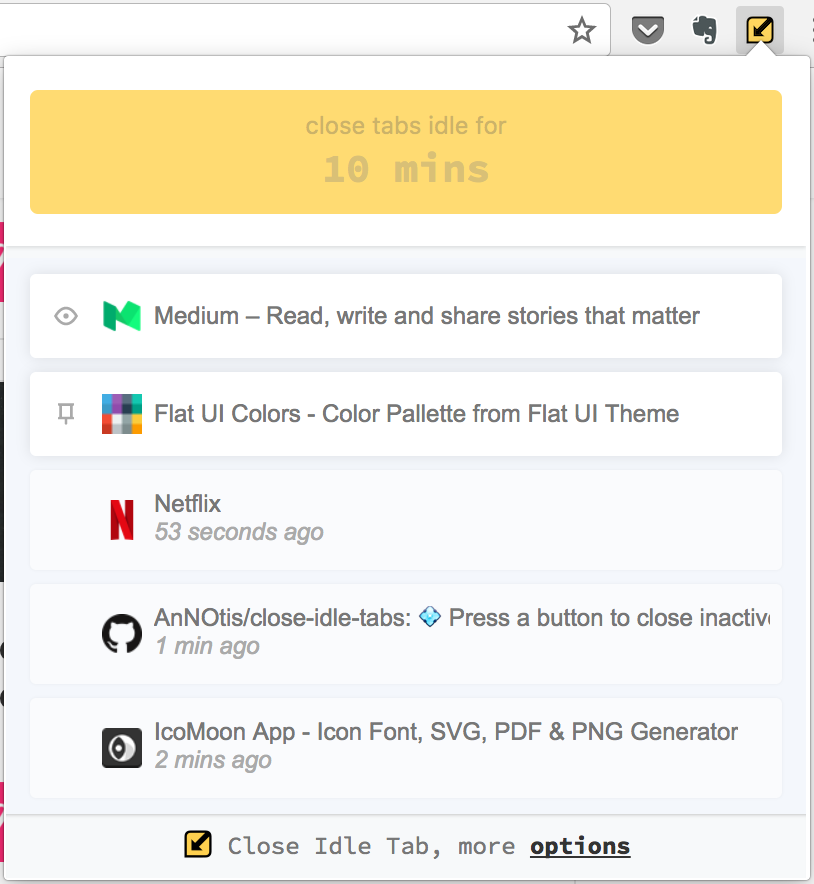 close tabs idle for
10 mins
Medium – Read, write and share stories that matter
Flat UI Colors - Color Pallette from Flat UI Theme
Netflix
53 seconds ago
AnNOtis/close-idle-tabs: 💠 Press a button to close inactiv
1 min ago
IcoMoon App - Icon Font, SVG, PDF & PNG Generator
2 mins ago
Close Idle Tab, more options